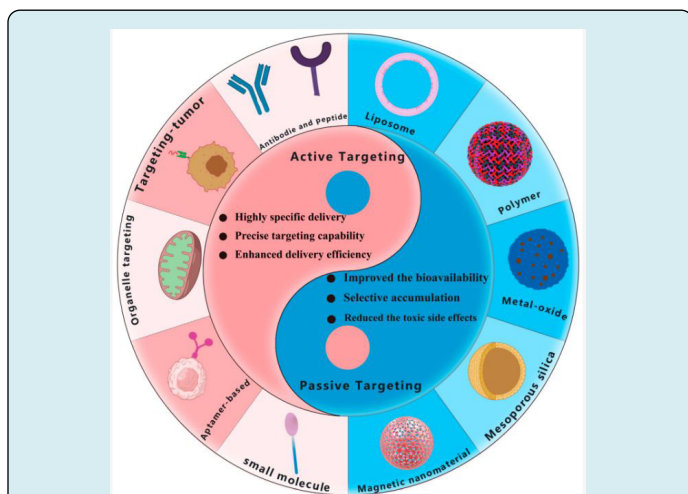 Antibodie and peptide
Liposome
Targeting-tumor
Polymer
Active Targeting
Highly specific delivery
Precise targeting capability
Enhanced delivery efficiency
Organelle targeting
Metal-oxide
Improved the bioavailability
Selective accumulation
Reduced the toxic side effects
Passive Targeting
Aptamer-based
Mesoporous silica
small molecule
Magnetic nanomaterial